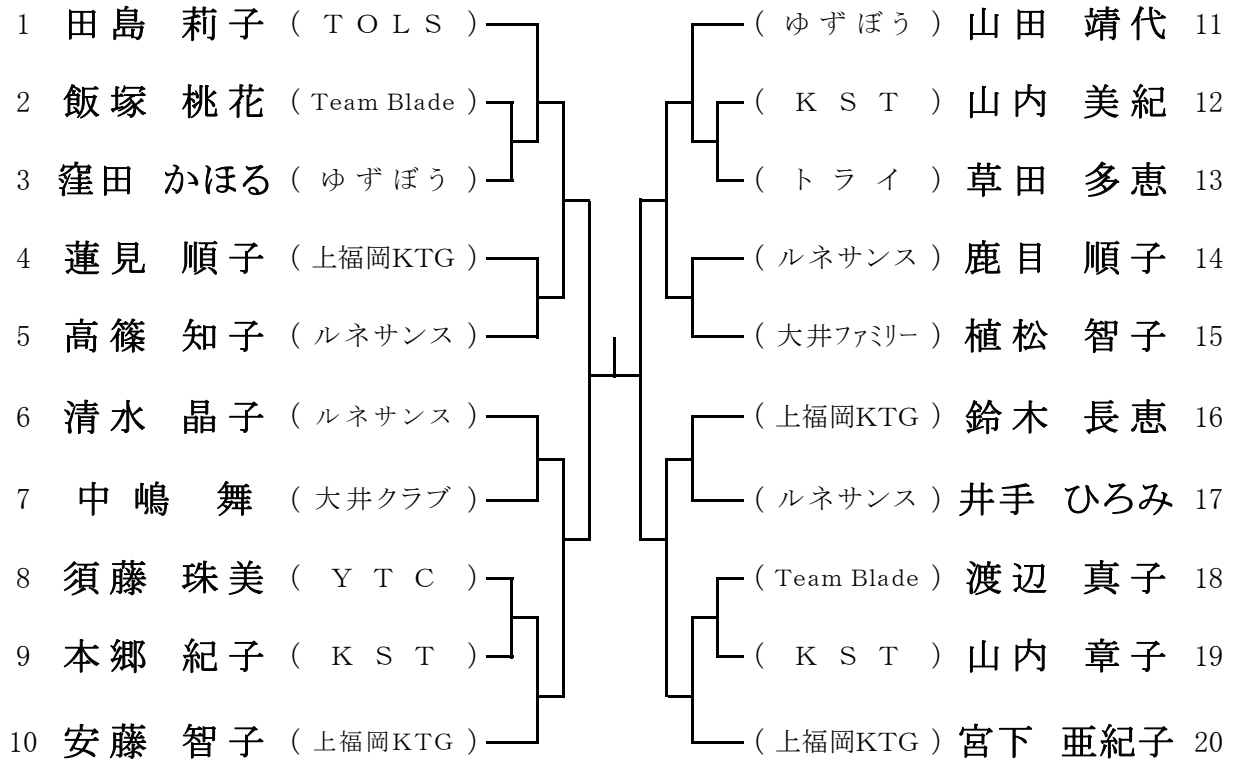 1 田島 莉子 ( TOLS )
2 飯塚 桃花 ( Team Blade )
3 窪田 かほる ( ゆずぼう )
4 蓮見 順子 ( 上福岡KTG )
5 高篠 知子 ( ルネサンス )
6 清水 晶子 ( ルネサンス )
7 中嶋 舞 ( 大井クラブ )
8 須藤 珠美 ( YTC )
9 本郷 紀子 ( KST )
10 安藤 智子 ( 上福岡KTG )
( ゆずぼう ) 山田 靖代 11
( KST ) 山内 美紀 12
( トライ ) 草田 多恵 13
( ルネサンス ) 鹿目 順子 14
( 大井ファミリー ) 植松 智子 15
( 上福岡KTG ) 鈴木 長恵 16
( ルネサンス ) 井手 ひろみ 17
( Team Blade ) 渡辺 真子 18
( KST ) 山内 章子 19
( 上福岡KTG ) 宮下 亜紀子 20